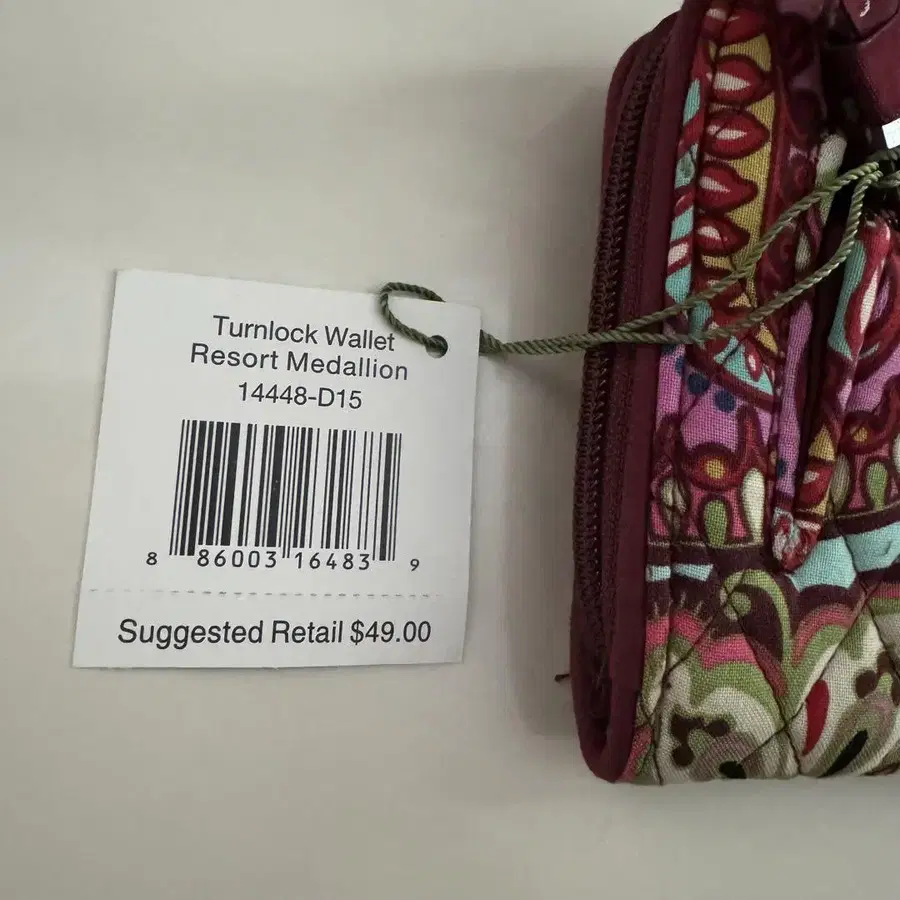 Turnlock Wallet
Resort Medallion
14448-D15
8 86003 16483 9
Suggested Retail $49.00